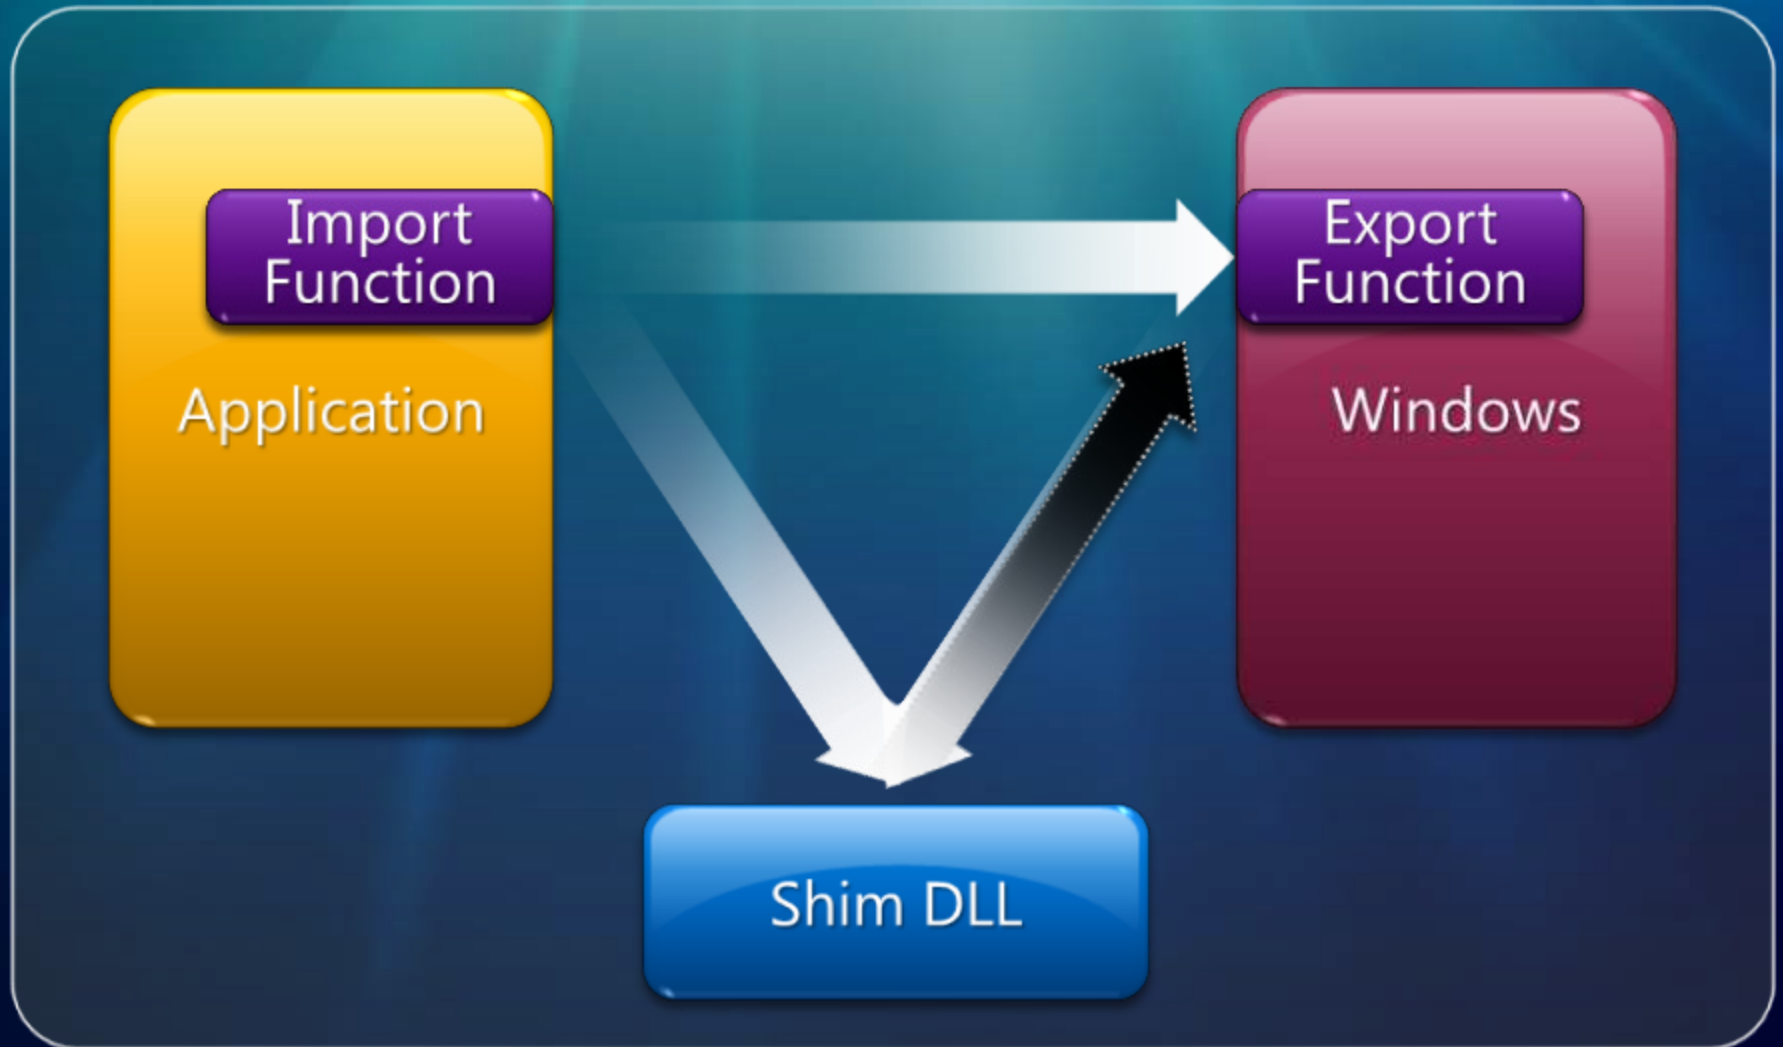 Import
Function
Application
Export
Function
Windows
Shim DLL